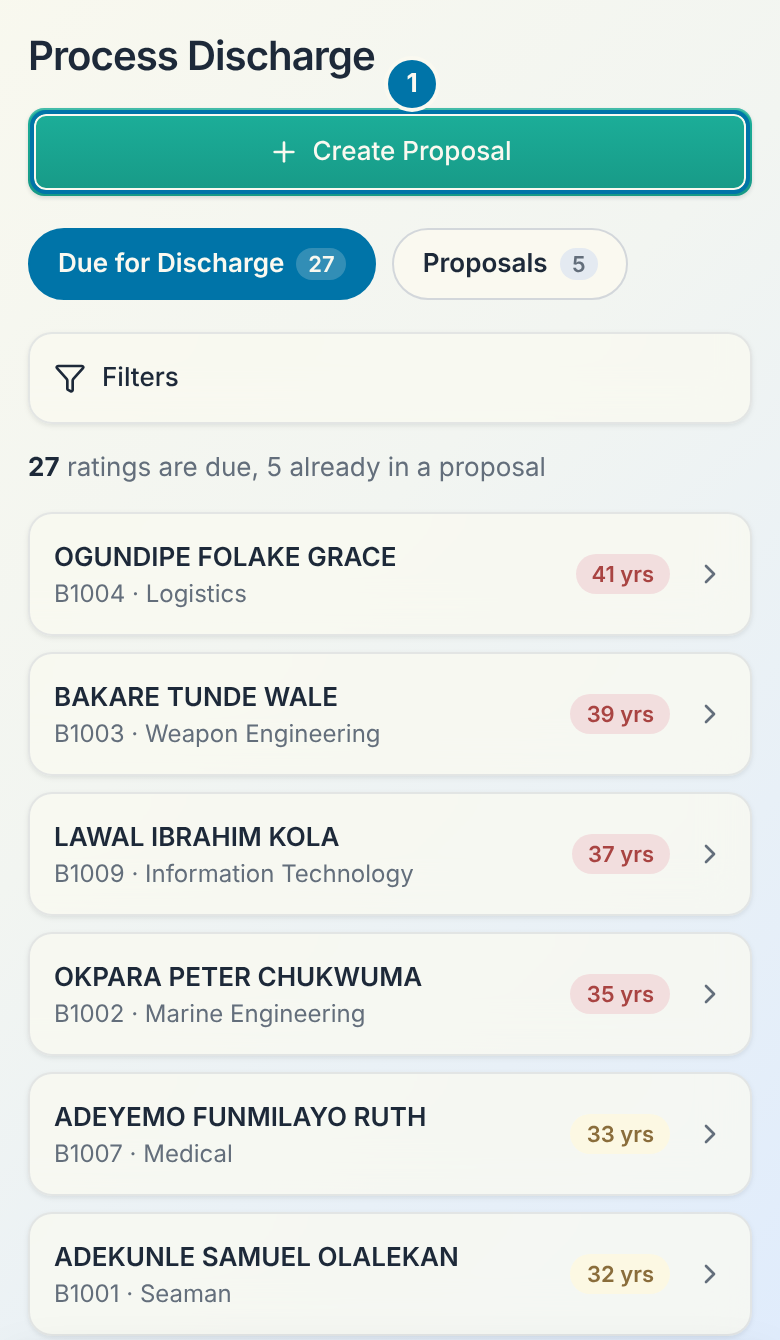 Process Discharge
1
+ Create Proposal
Due for Discharge 27
Proposals 5
Filters
27 ratings are due, 5 already in a proposal
OGUNDIPE FOLAKE GRACE
B1004 · Logistics
41 yrs
BAKARE TUNDE WALE
B1003 · Weapon Engineering
39 yrs
LAWAL IBRAHIM KOLA
B1009 · Information Technology
37 yrs
OKPARA PETER CHUKWUMA
B1002 · Marine Engineering
35 yrs
ADEYEMO FUNMILAYO RUTH
B1007 · Medical
33 yrs
ADEKUNLE SAMUEL OLALEKAN
B1001 · Seaman
32 yrs